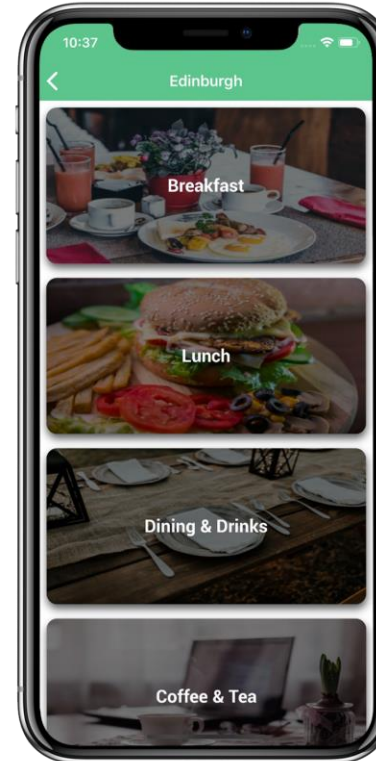 10:37
Edinburgh
Breakfast
Lunch
Dining & Drinks
Coffee & Tea